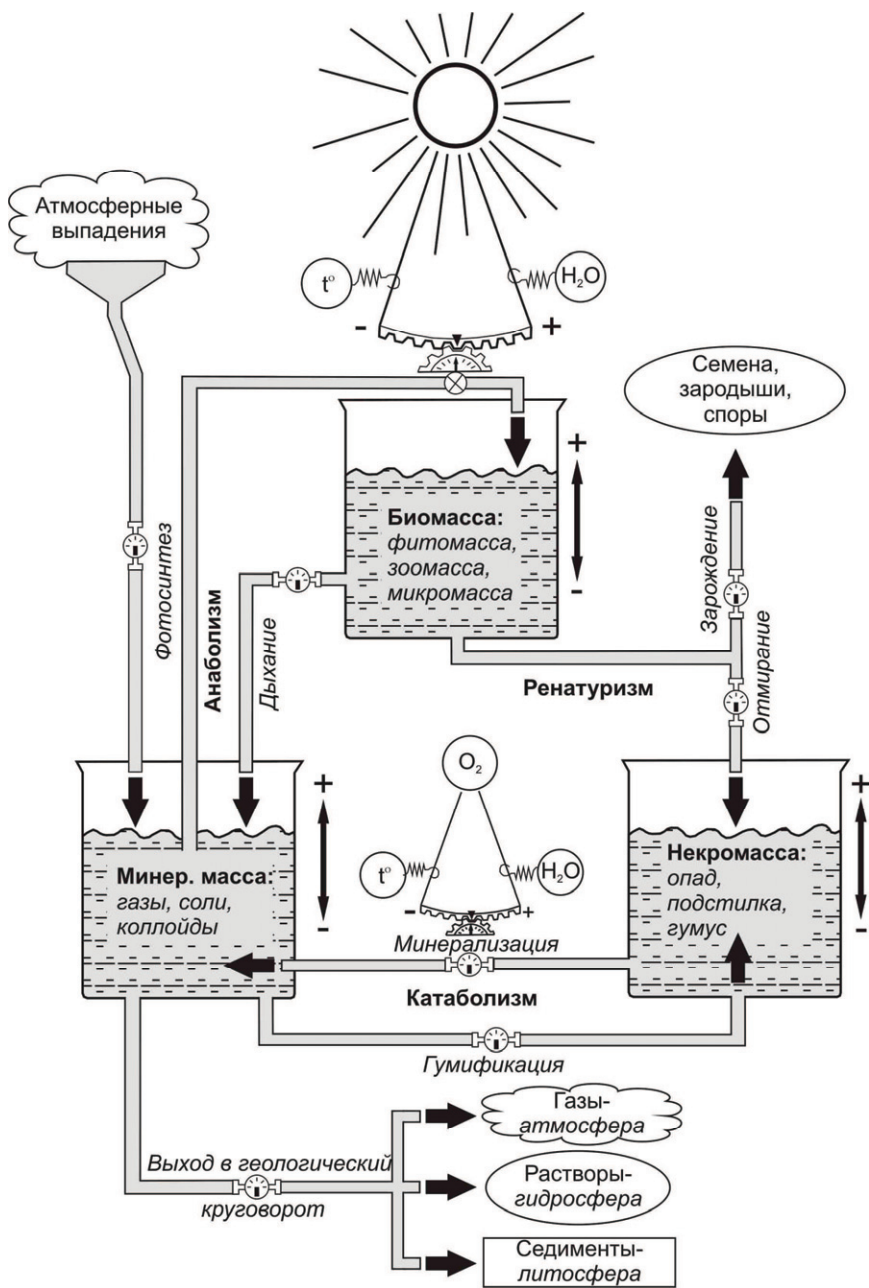 Атмосферные
выпадения
t°
H₂O
-
+
Семена,
зародыши,
споры
+
Биомасса:
фитомасса,
зоомасса,
микромасса
-
Фотосинтез
Анаболизм
Дыхание
Зарождение
Отмирание
Ренатуризм
O₂
+
Минер. масса:
газы, соли,
коллойды
-
t°
H₂O
-
+
+
Некромасса:
опад,
подстилка,
гумус
-
Минерализация
Катаболизм
Гумификация
Выход в геологический
круговорот
Газы-
атмосфера
Растворы-
гидросфера
Седименты-
литосфера